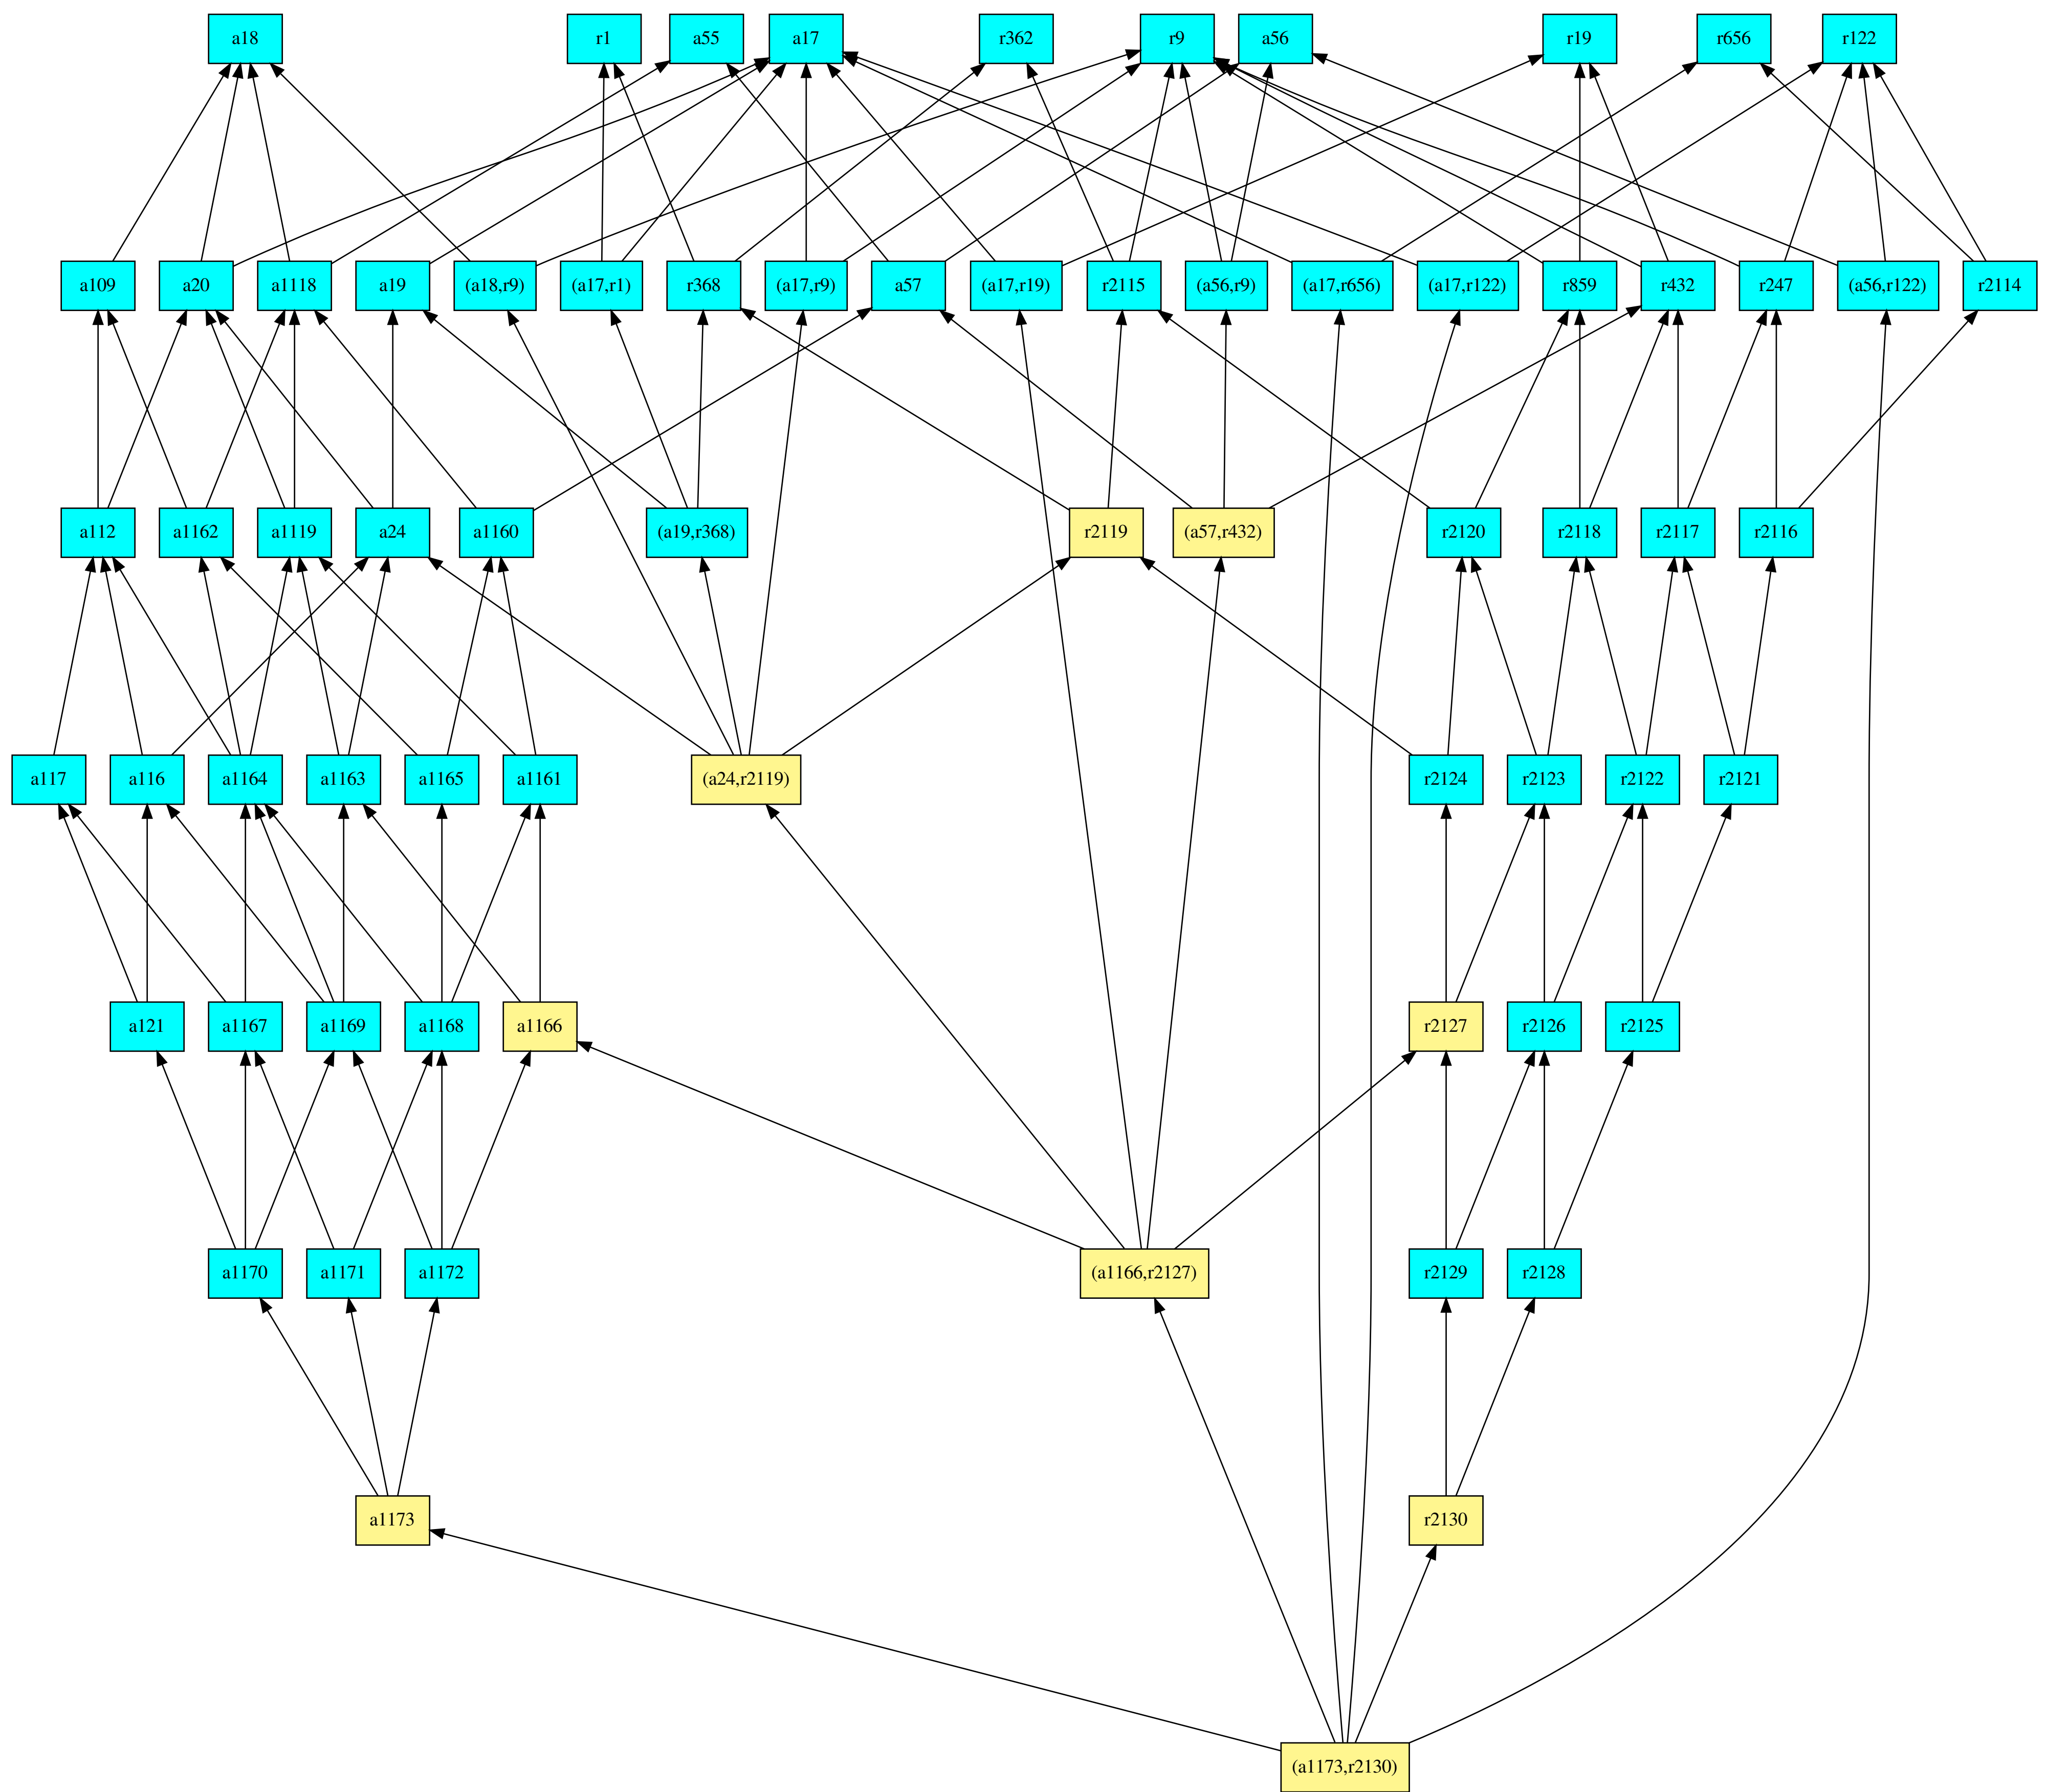 a18
r1
a55
a17
r362
r9
a56
r19
r656
r122
a109
a20
a1118
a19
(a18,r9)
(a17,r1)
r368
(a17,r9)
a57
(a17,r19)
r2115
(a56,r9)
(a17,r656)
(a17,r122)
r859
r432
r247
(a56,r122)
r2114
a112
a1162
a1119
a24
a1160
(a19,r368)
r2119
(a57,r432)
r2120
r2118
r2117
r2116
a117
a116
a1164
a1163
a1165
a1161
(a24,r2119)
r2124
r2123
r2122
r2121
a121
a1167
a1169
a1168
a1166
r2127
r2126
r2125
a1170
a1171
a1172
(a1166,r2127)
r2129
r2128
a1173
r2130
(a1173,r2130)